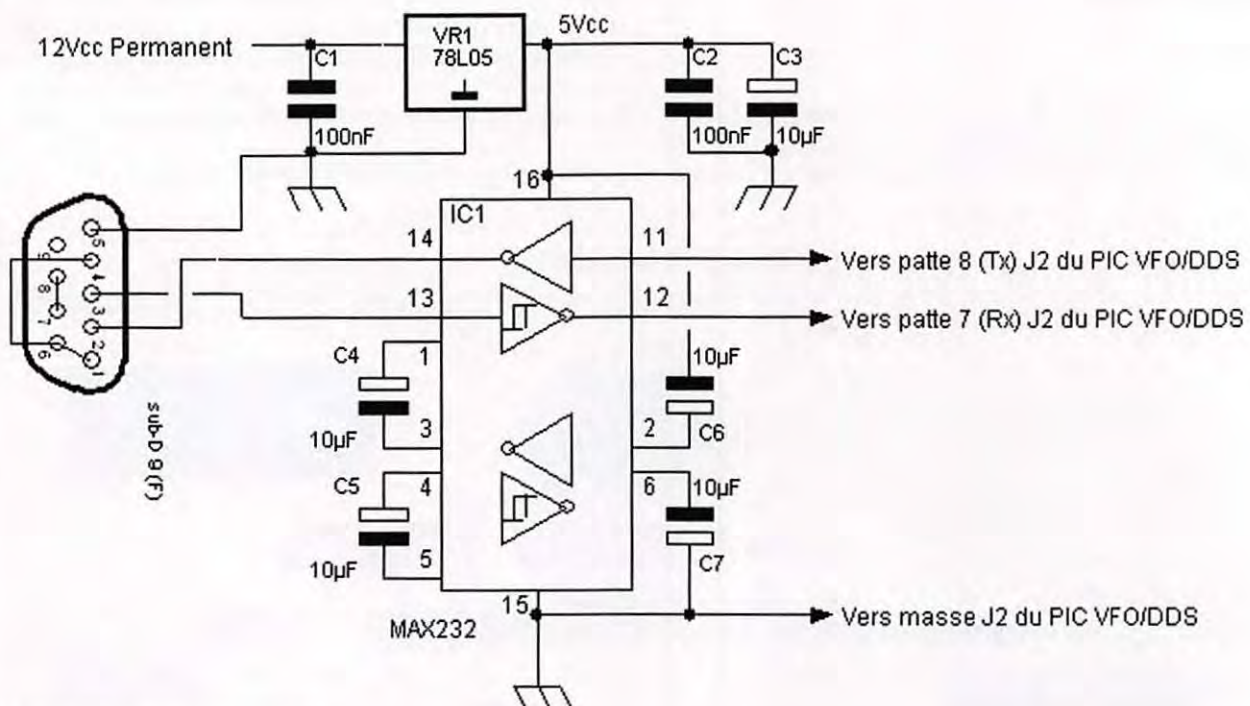 12Vcc Permanent
VR1
78L05
5Vcc
C1
100nF
C2
100nF
C3
10µF
16
IC1
14
11
Vers patte 8 (Tx) J2 du PIC VFO/DDS
13
12
Vers patte 7 (Rx) J2 du PIC VFO/DDS
5
9
4
8
3
7
2
6
1
sub-D 9 (F)
C4
1
10µF
10µF
3
2
C6
C5
4
6
10µF
10µF
5
C7
15
MAX232
Vers masse J2 du PIC VFO/DDS